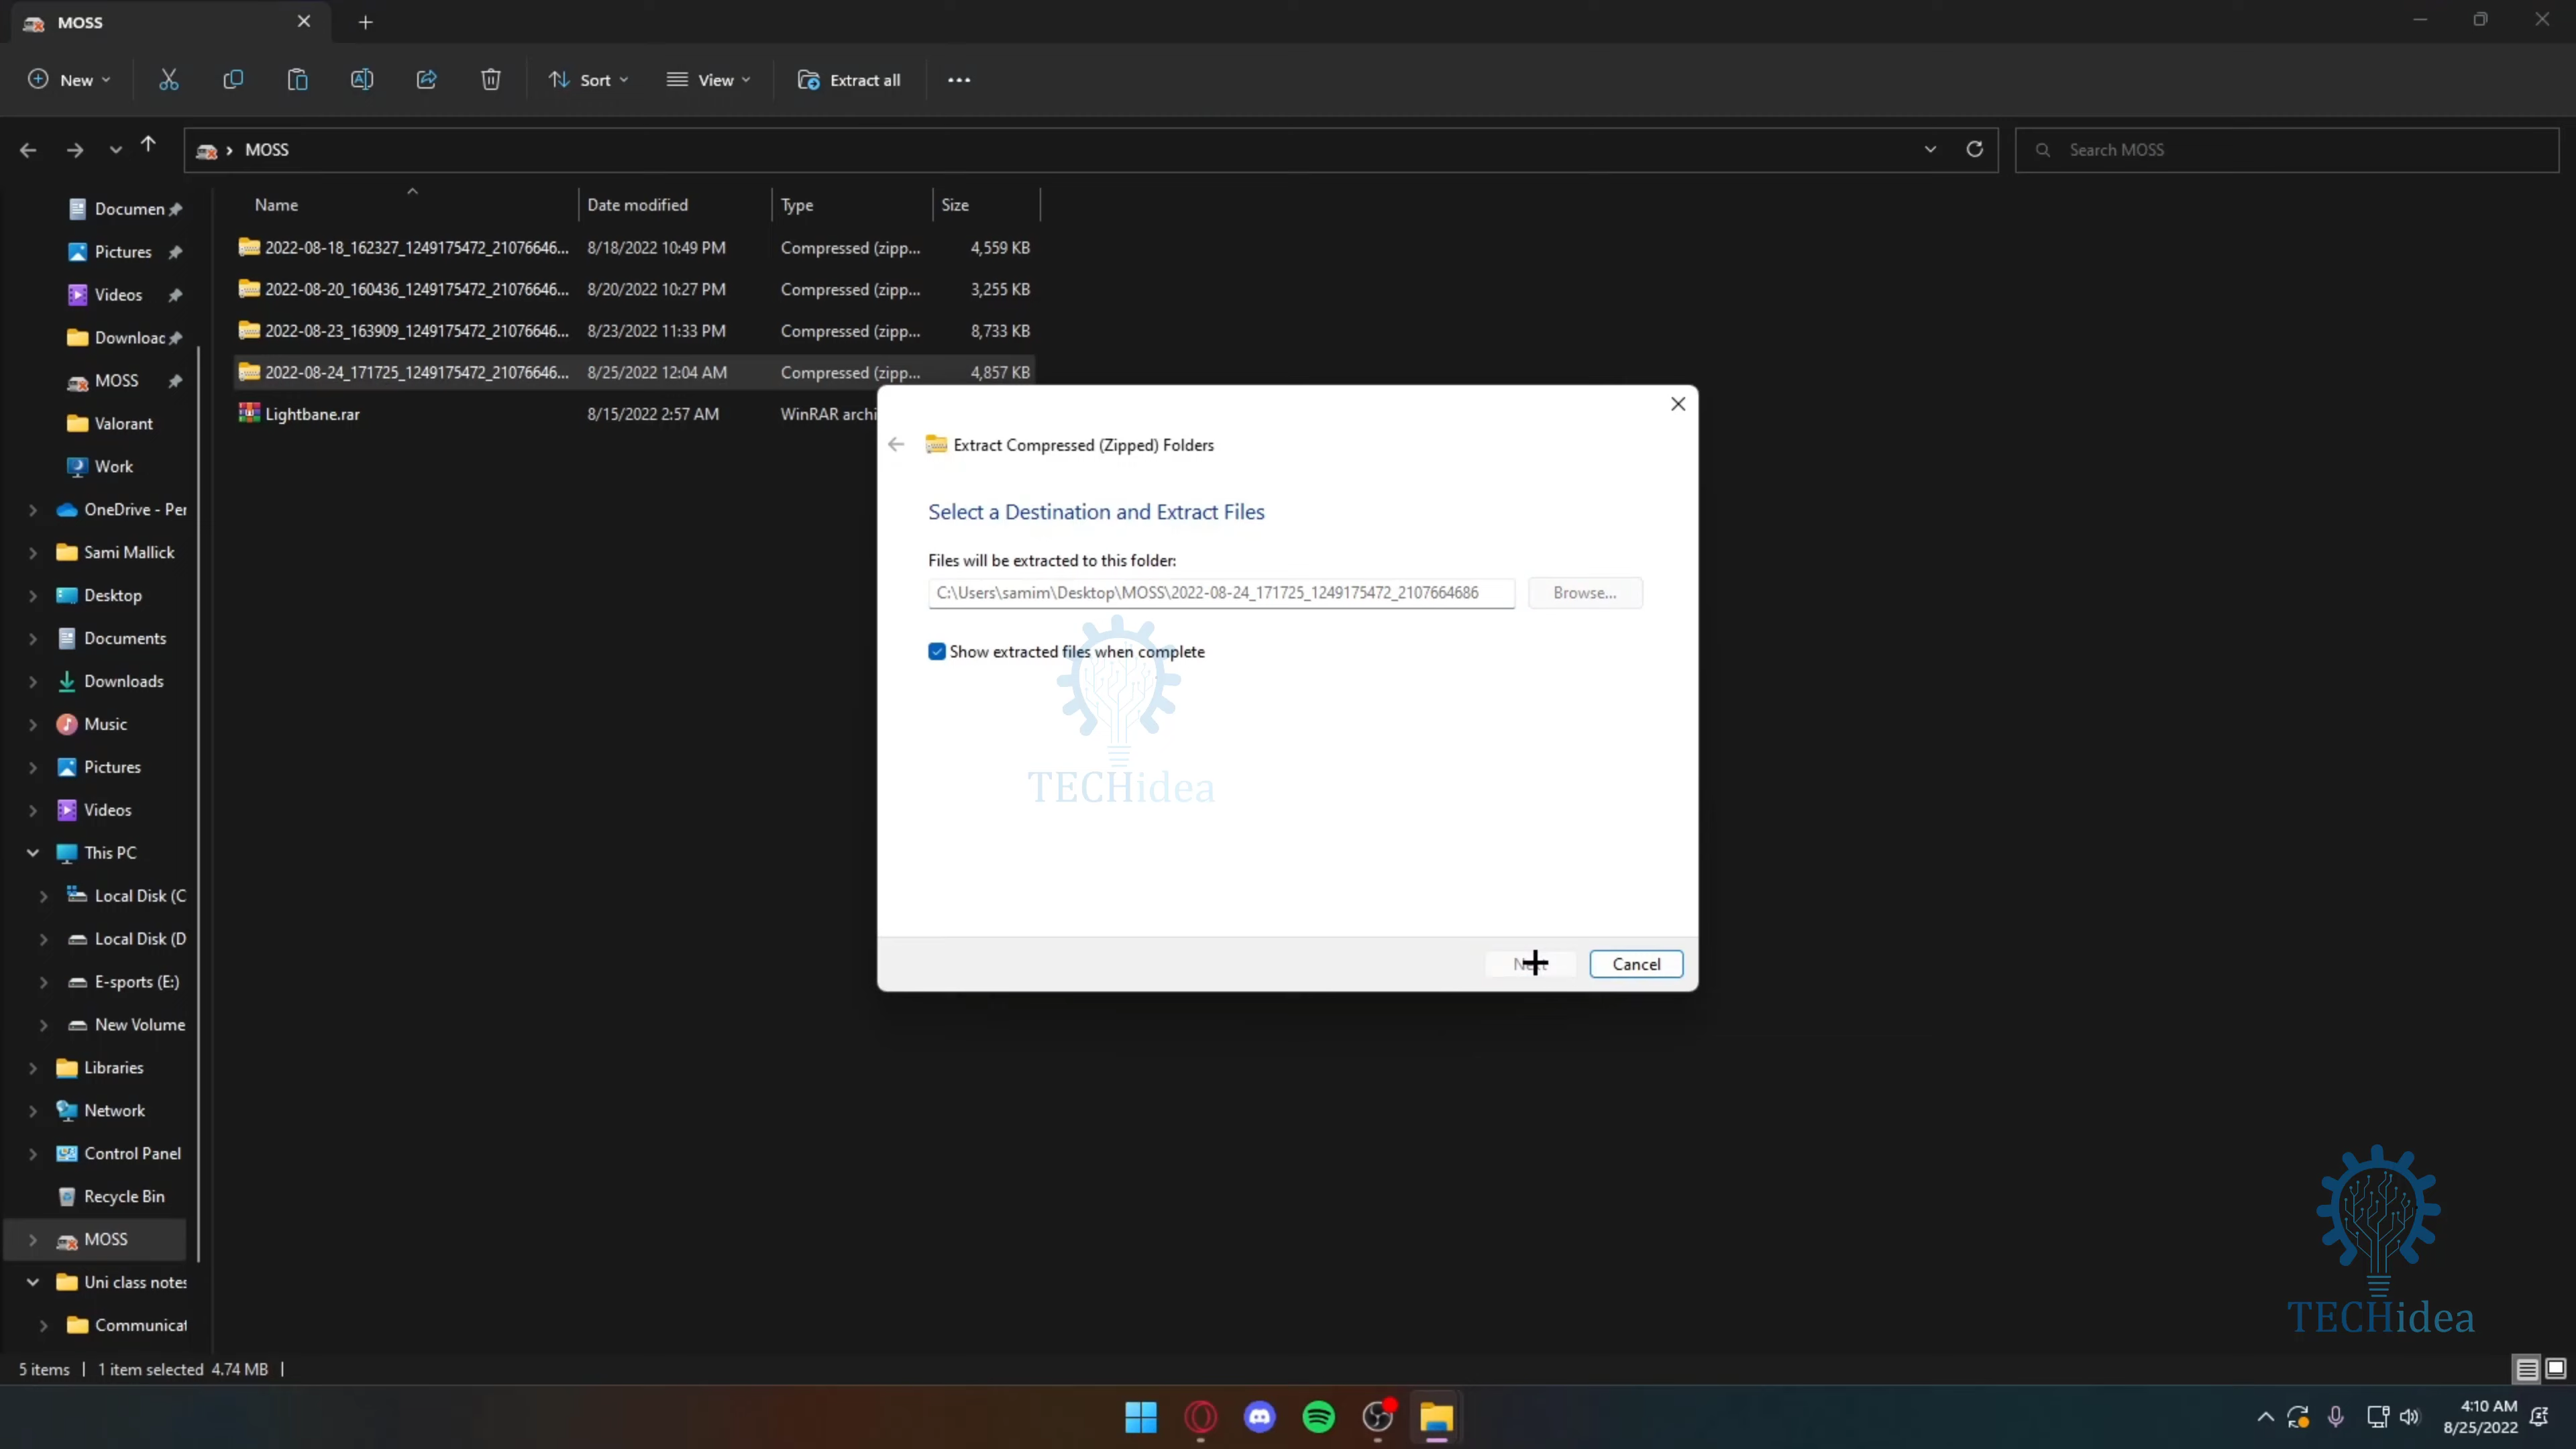 MOSS
New
Sort
View
Extract all
MOSS
Search MOSS
Name Date modified Type Size
2022-08-18_162327_1249175472_21076646... 8/18/2022 10:49 PM Compressed (zipp... 4,559 KB
2022-08-20_160436_1249175472_21076646... 8/20/2022 10:27 PM Compressed (zipp... 3,255 KB
2022-08-23_163909_1249175472_21076646... 8/23/2022 11:33 PM Compressed (zipp... 8,733 KB
2022-08-24_171725_1249175472_21076646... 8/25/2022 12:04 AM Compressed (zipp... 4,857 KB
Lightbane.rar 8/15/2022 2:57 AM WinRAR archi
Documen
Pictures
Videos
Downloac
MOSS
Valorant
Work
OneDrive - Per
Sami Mallick
Desktop
Documents
Downloads
Music
Pictures
Videos
This PC
Local Disk (C
Local Disk (D
E-sports (E:)
New Volume
Libraries
Network
Control Panel
Recycle Bin
MOSS
Uni class notes
Communicat
Extract Compressed (Zipped) Folders
Select a Destination and Extract Files
Files will be extracted to this folder:
C:\Users\samim\Desktop\MOSS\2022-08-24_171725_1249175472_2107664686
Browse...
Show extracted files when complete
TECHidea
Cancel
TECHidea
5 items 1 item selected 4.74 MB
4:10 AM
8/25/2022